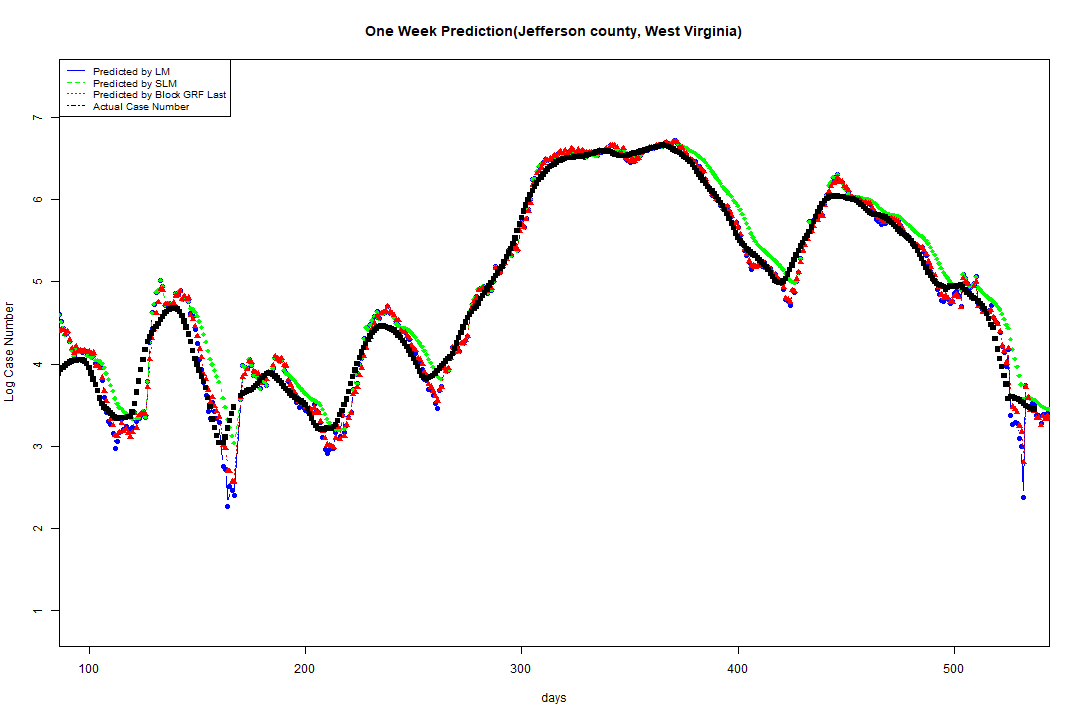 One Week Prediction(Jefferson county, West Virginia)
Predicted by LM
Predicted by SLM
Predicted by Block GRF Last
Actual Case Number
Log Case Number
7
6
5
4
3
2
1
100 200 300 400 500
days